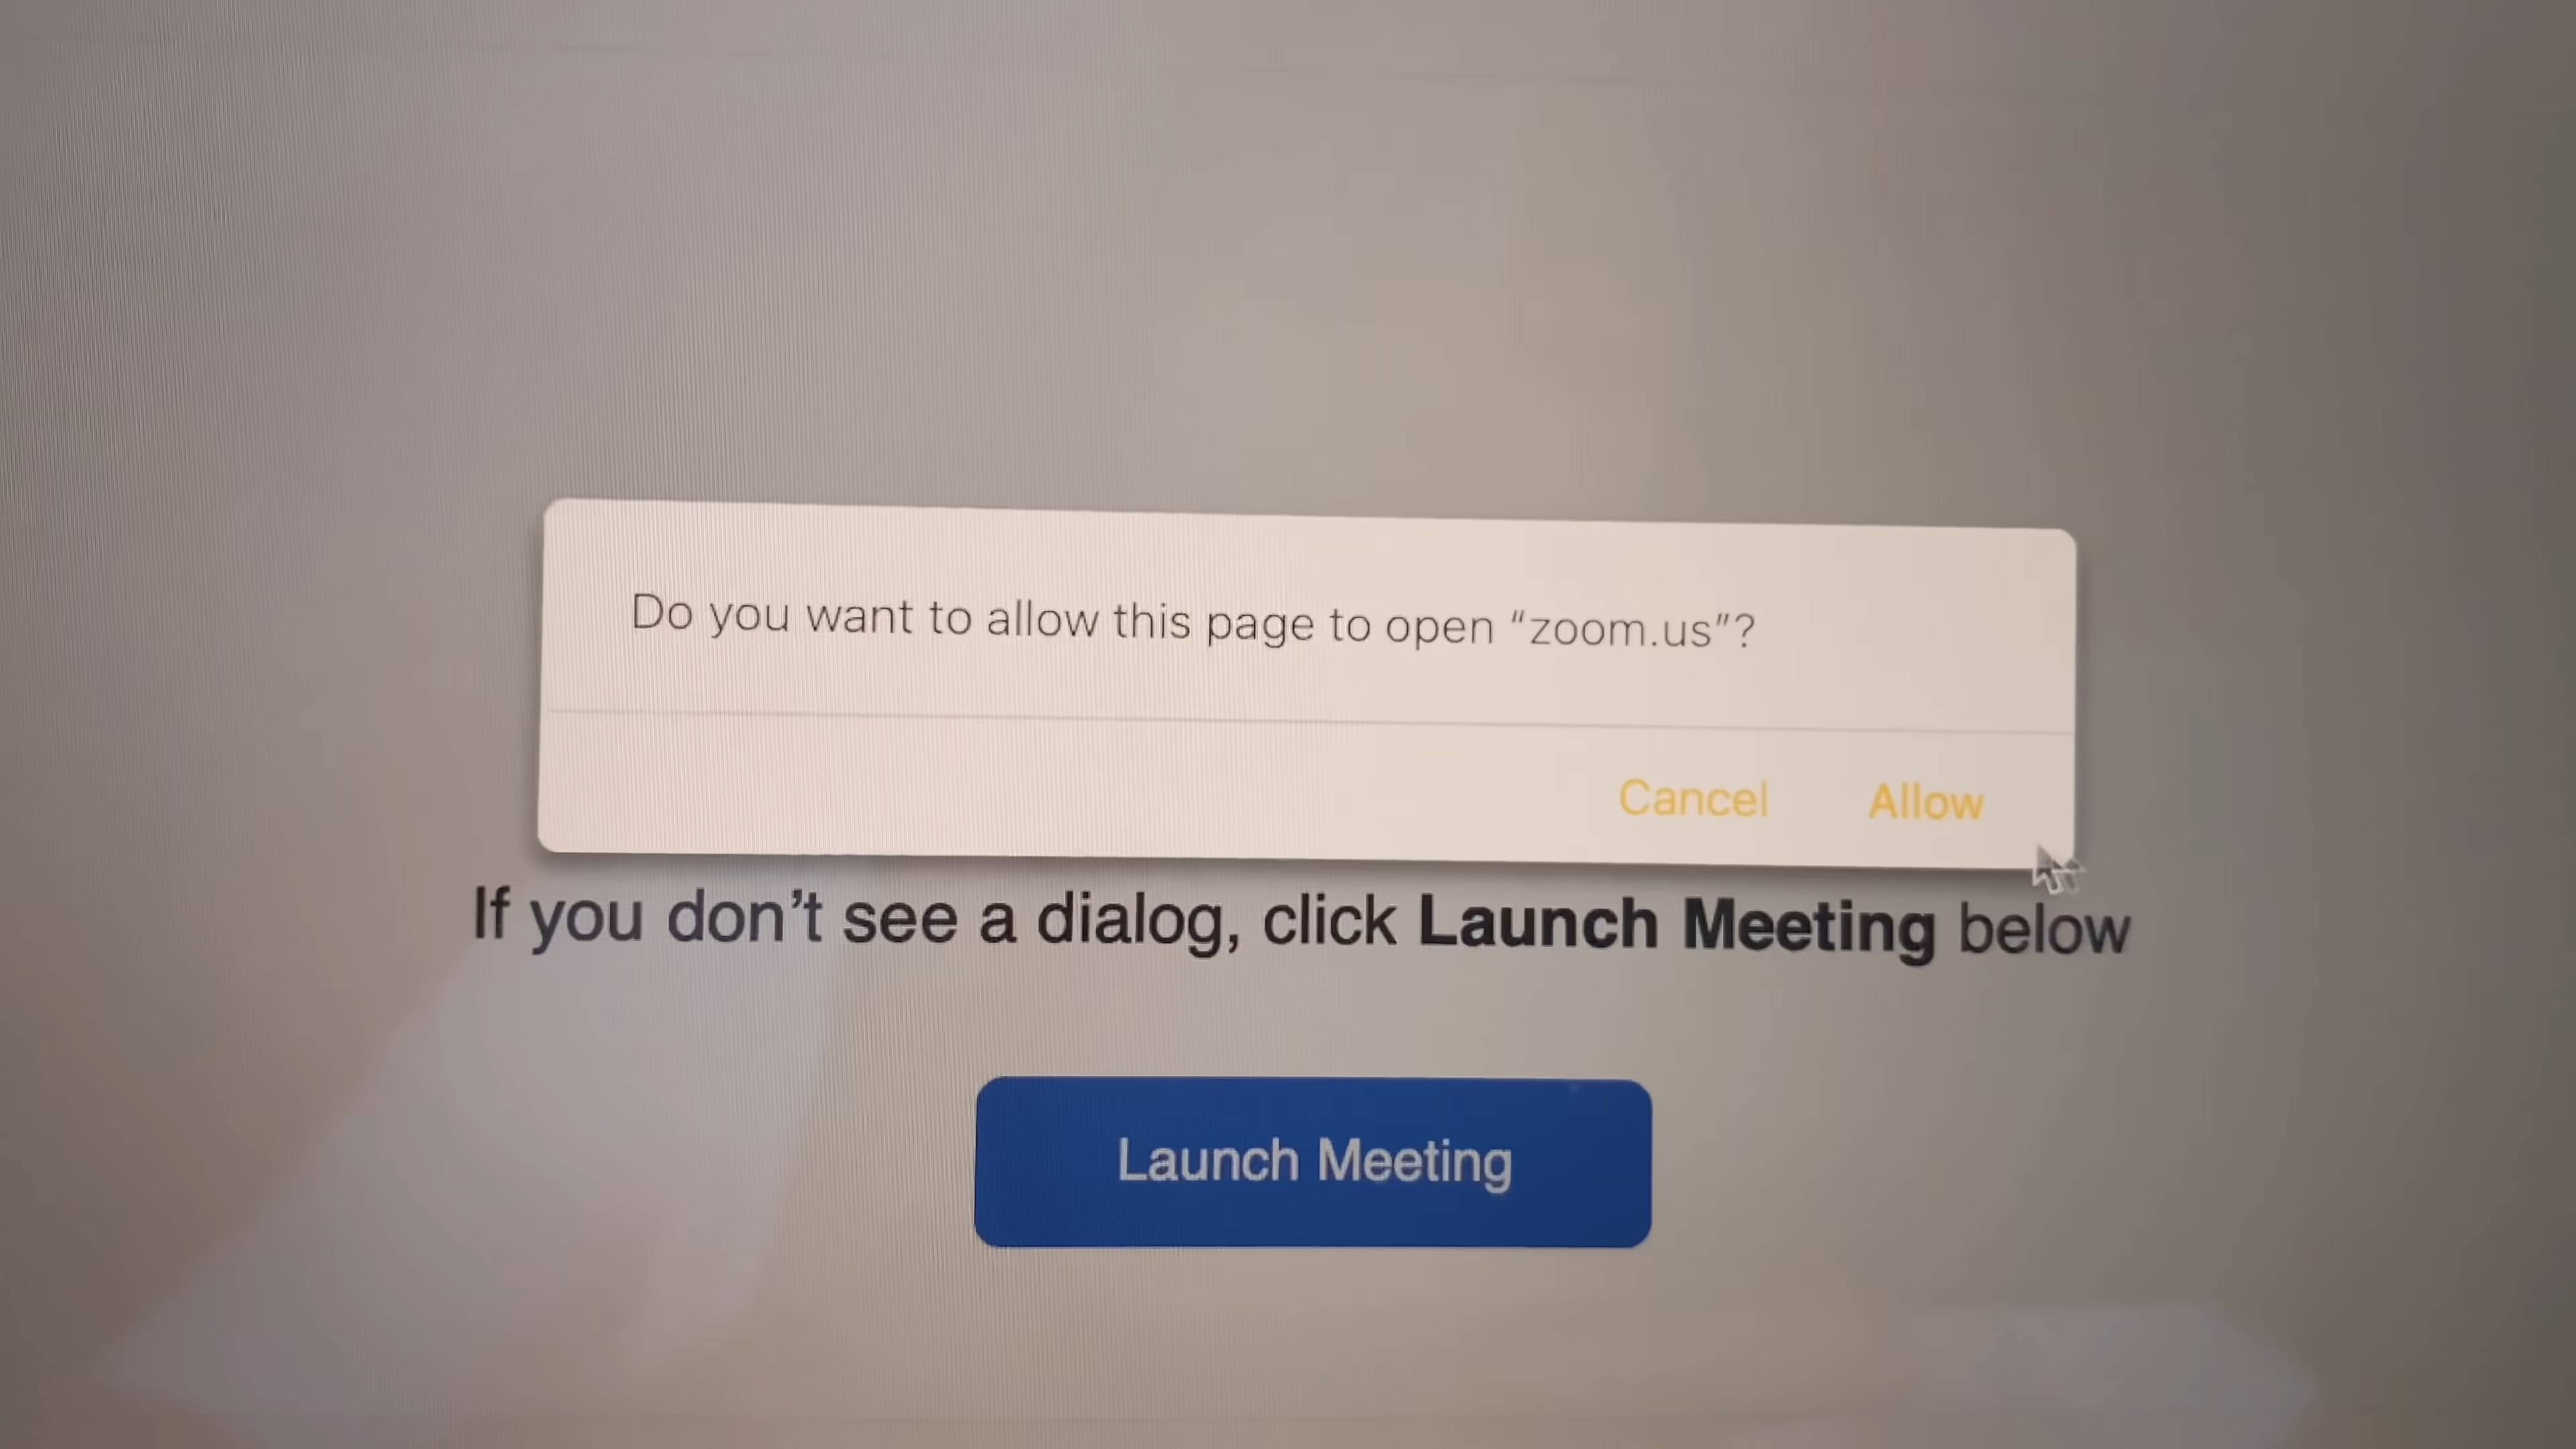 Do you want to allow this page to open “zoom.us”?
Cancel Allow
If you don’t see a dialog, click Launch Meeting below
Launch Meeting